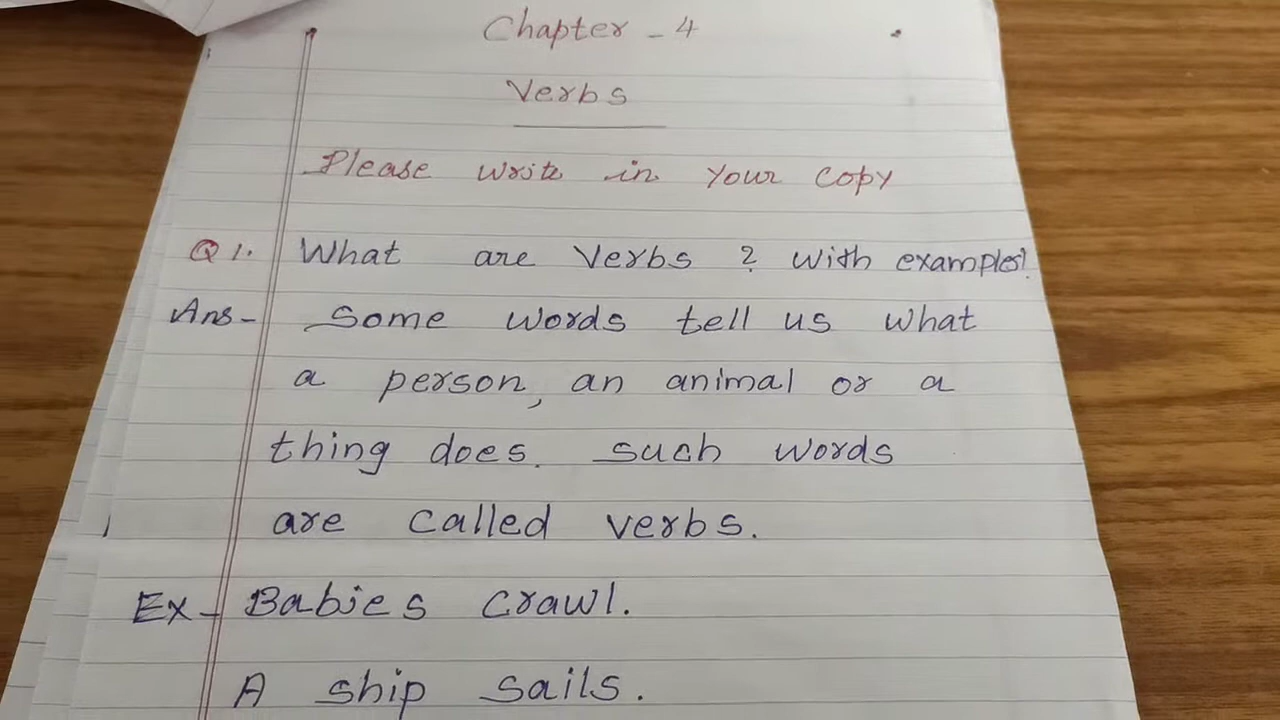 Chapter - 4
Verbs
Please write in your copy
Q 1. What are Verbs ? with examples?
Ans- Some words tell us what
a person, an animal or a
thing does. Such words
are called verbs.
Ex- Babies crawl.
A ship sails.